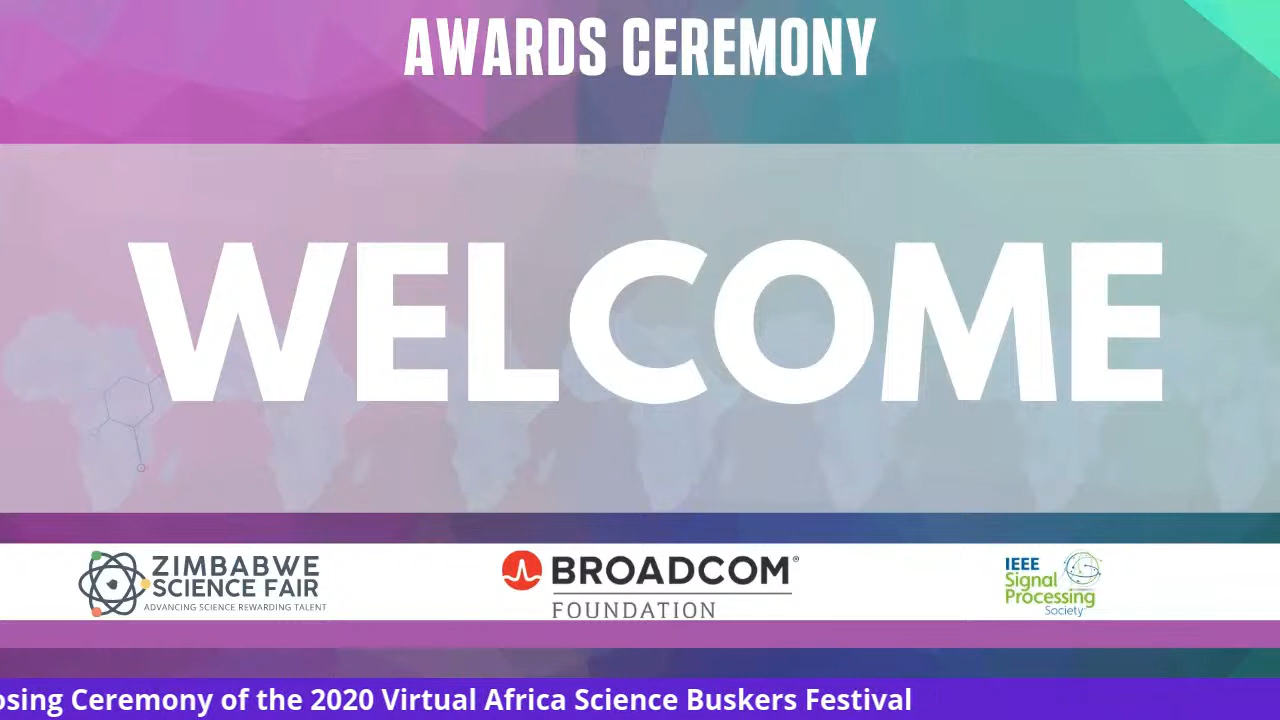 AWARDS CEREMONY
WELCOME
ZIMBABWE
SCIENCE FAIR
ADVANCING SCIENCE REWARDING TALENT
BROADCOM®
FOUNDATION
IEEE
Signal
Processing
Society
osing Ceremony of the 2020 Virtual Africa Science Buskers Festival